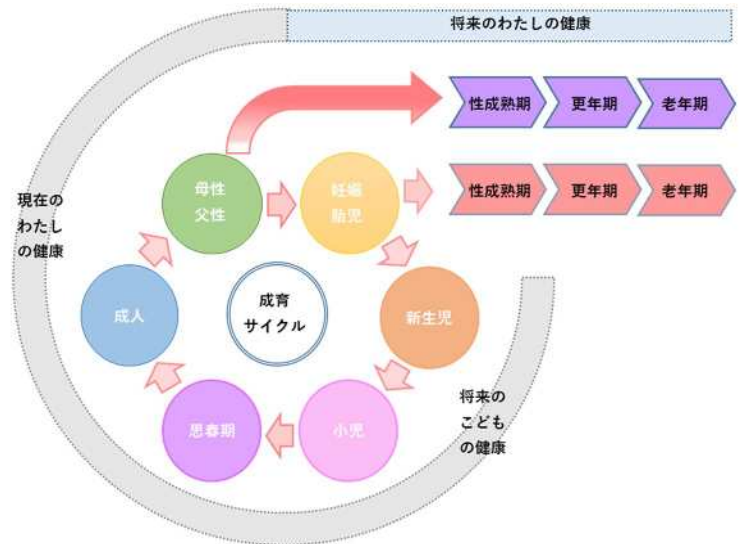 将来のわたしの健康
性成熟期
更年期
老年期
母性
父性
妊娠
胎児
性成熟期
更年期
老年期
現在の
わたし
の健康
成育
サイクル
成人
新生児
思春期
小児
将来の
こども
の健康